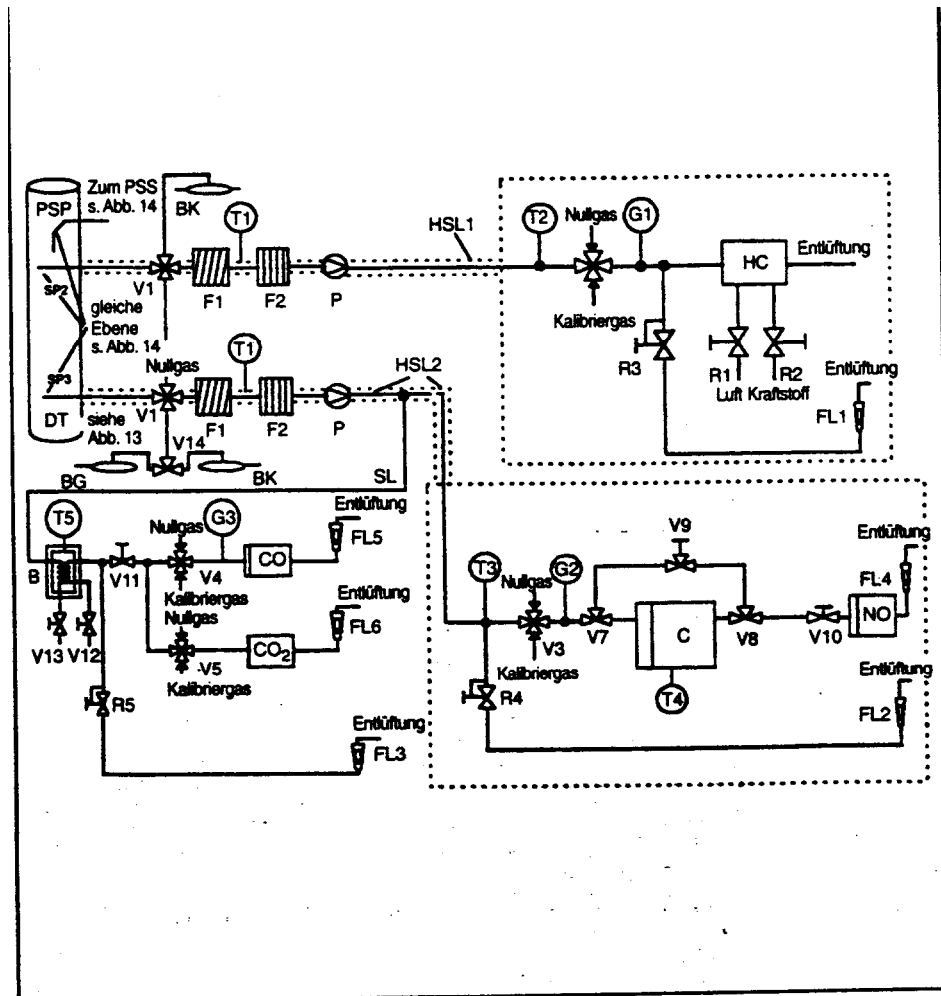 Zum PSS
s. Abb. 14
PSP
BK
T1
HSL1
T2
Nullgas
G1
HC
Entlüftung
SP2
V1
F1
F2
P
Kalibriergas
gleiche
Ebene
s. Abb. 14
R3
R1
R2
Luft Kraftstoff
Entlüftung
FL1
SP3
Nullgas
T1
HSL2
DT
siehe
Abb. 13
V1
V14
F1
F2
P
BG
BK
SL
T5
B
V13
V12
V11
Nullgas
V4
Kalibriergas
G3
CO
Entlüftung
FL5
Nullgas
V5
Kalibriergas
CO2
Entlüftung
FL6
R5
Entlüftung
FL3
T3
Nullgas
G2
V9
V3
Kalibriergas
V7
C
T4
V8
V10
NO
Entlüftung
FL4
R4
Entlüftung
FL2